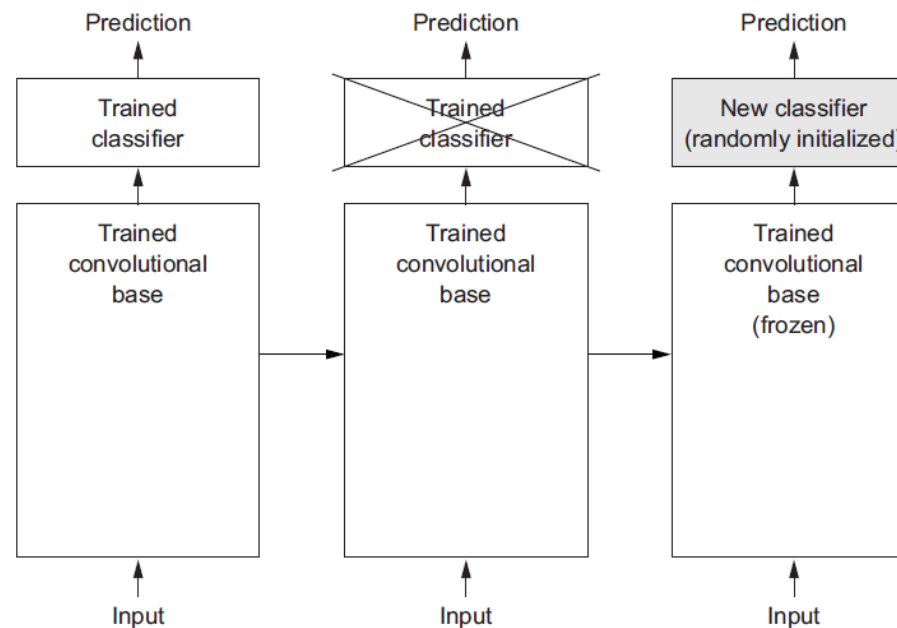 Prediction
Prediction
Prediction
Trained
classifier
Trained
classifier
New classifier
(randomly initialized)
Trained
convolutional
base
Trained
convolutional
base
Trained
convolutional
base
(frozen)
Input
Input
Input